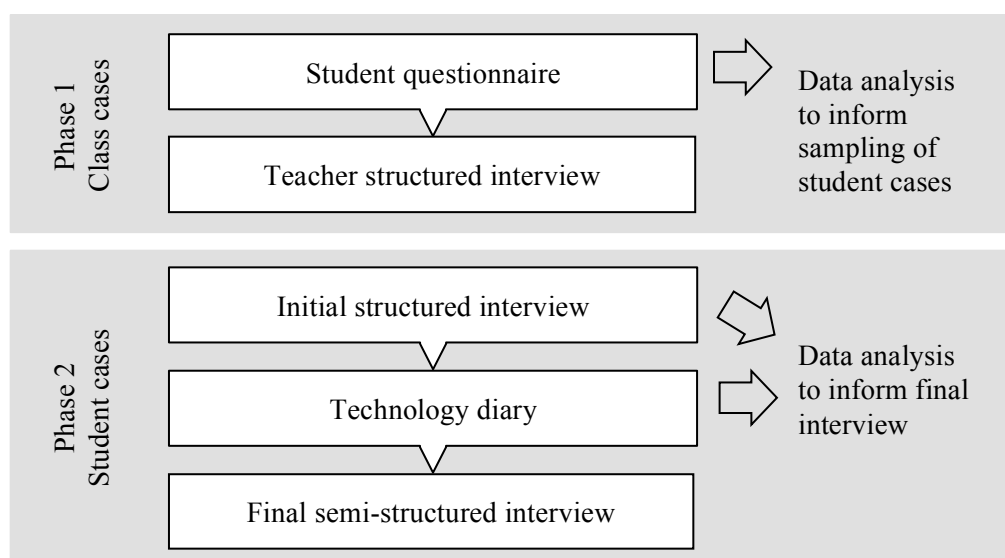 Phase 1
Class cases
Student questionnaire
Teacher structured interview
Data analysis
to inform
sampling of
student cases
Phase 2
Student cases
Initial structured interview
Technology diary
Final semi-structured interview
Data analysis
to inform final
interview